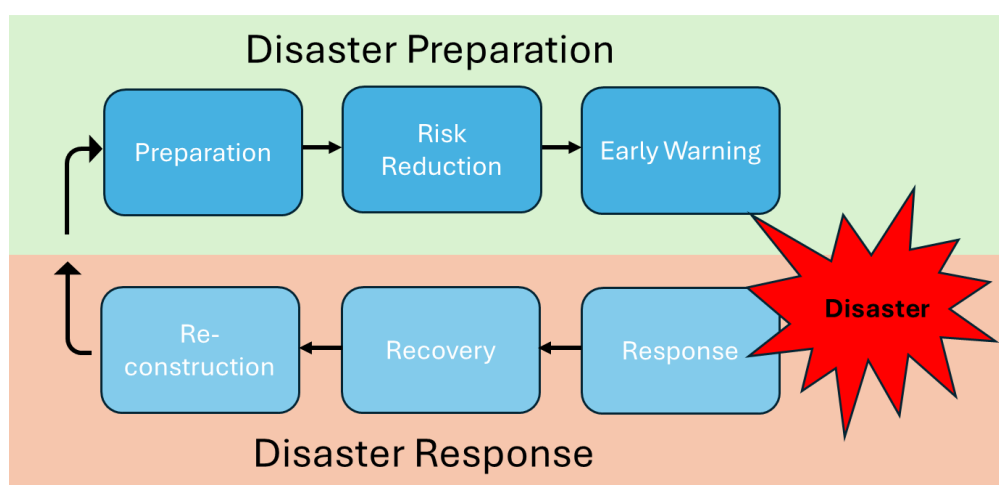 Disaster Preparation
Preparation
Risk
Reduction
Early Warning
Disaster
Re-
construction
Recovery
Response
Disaster Response